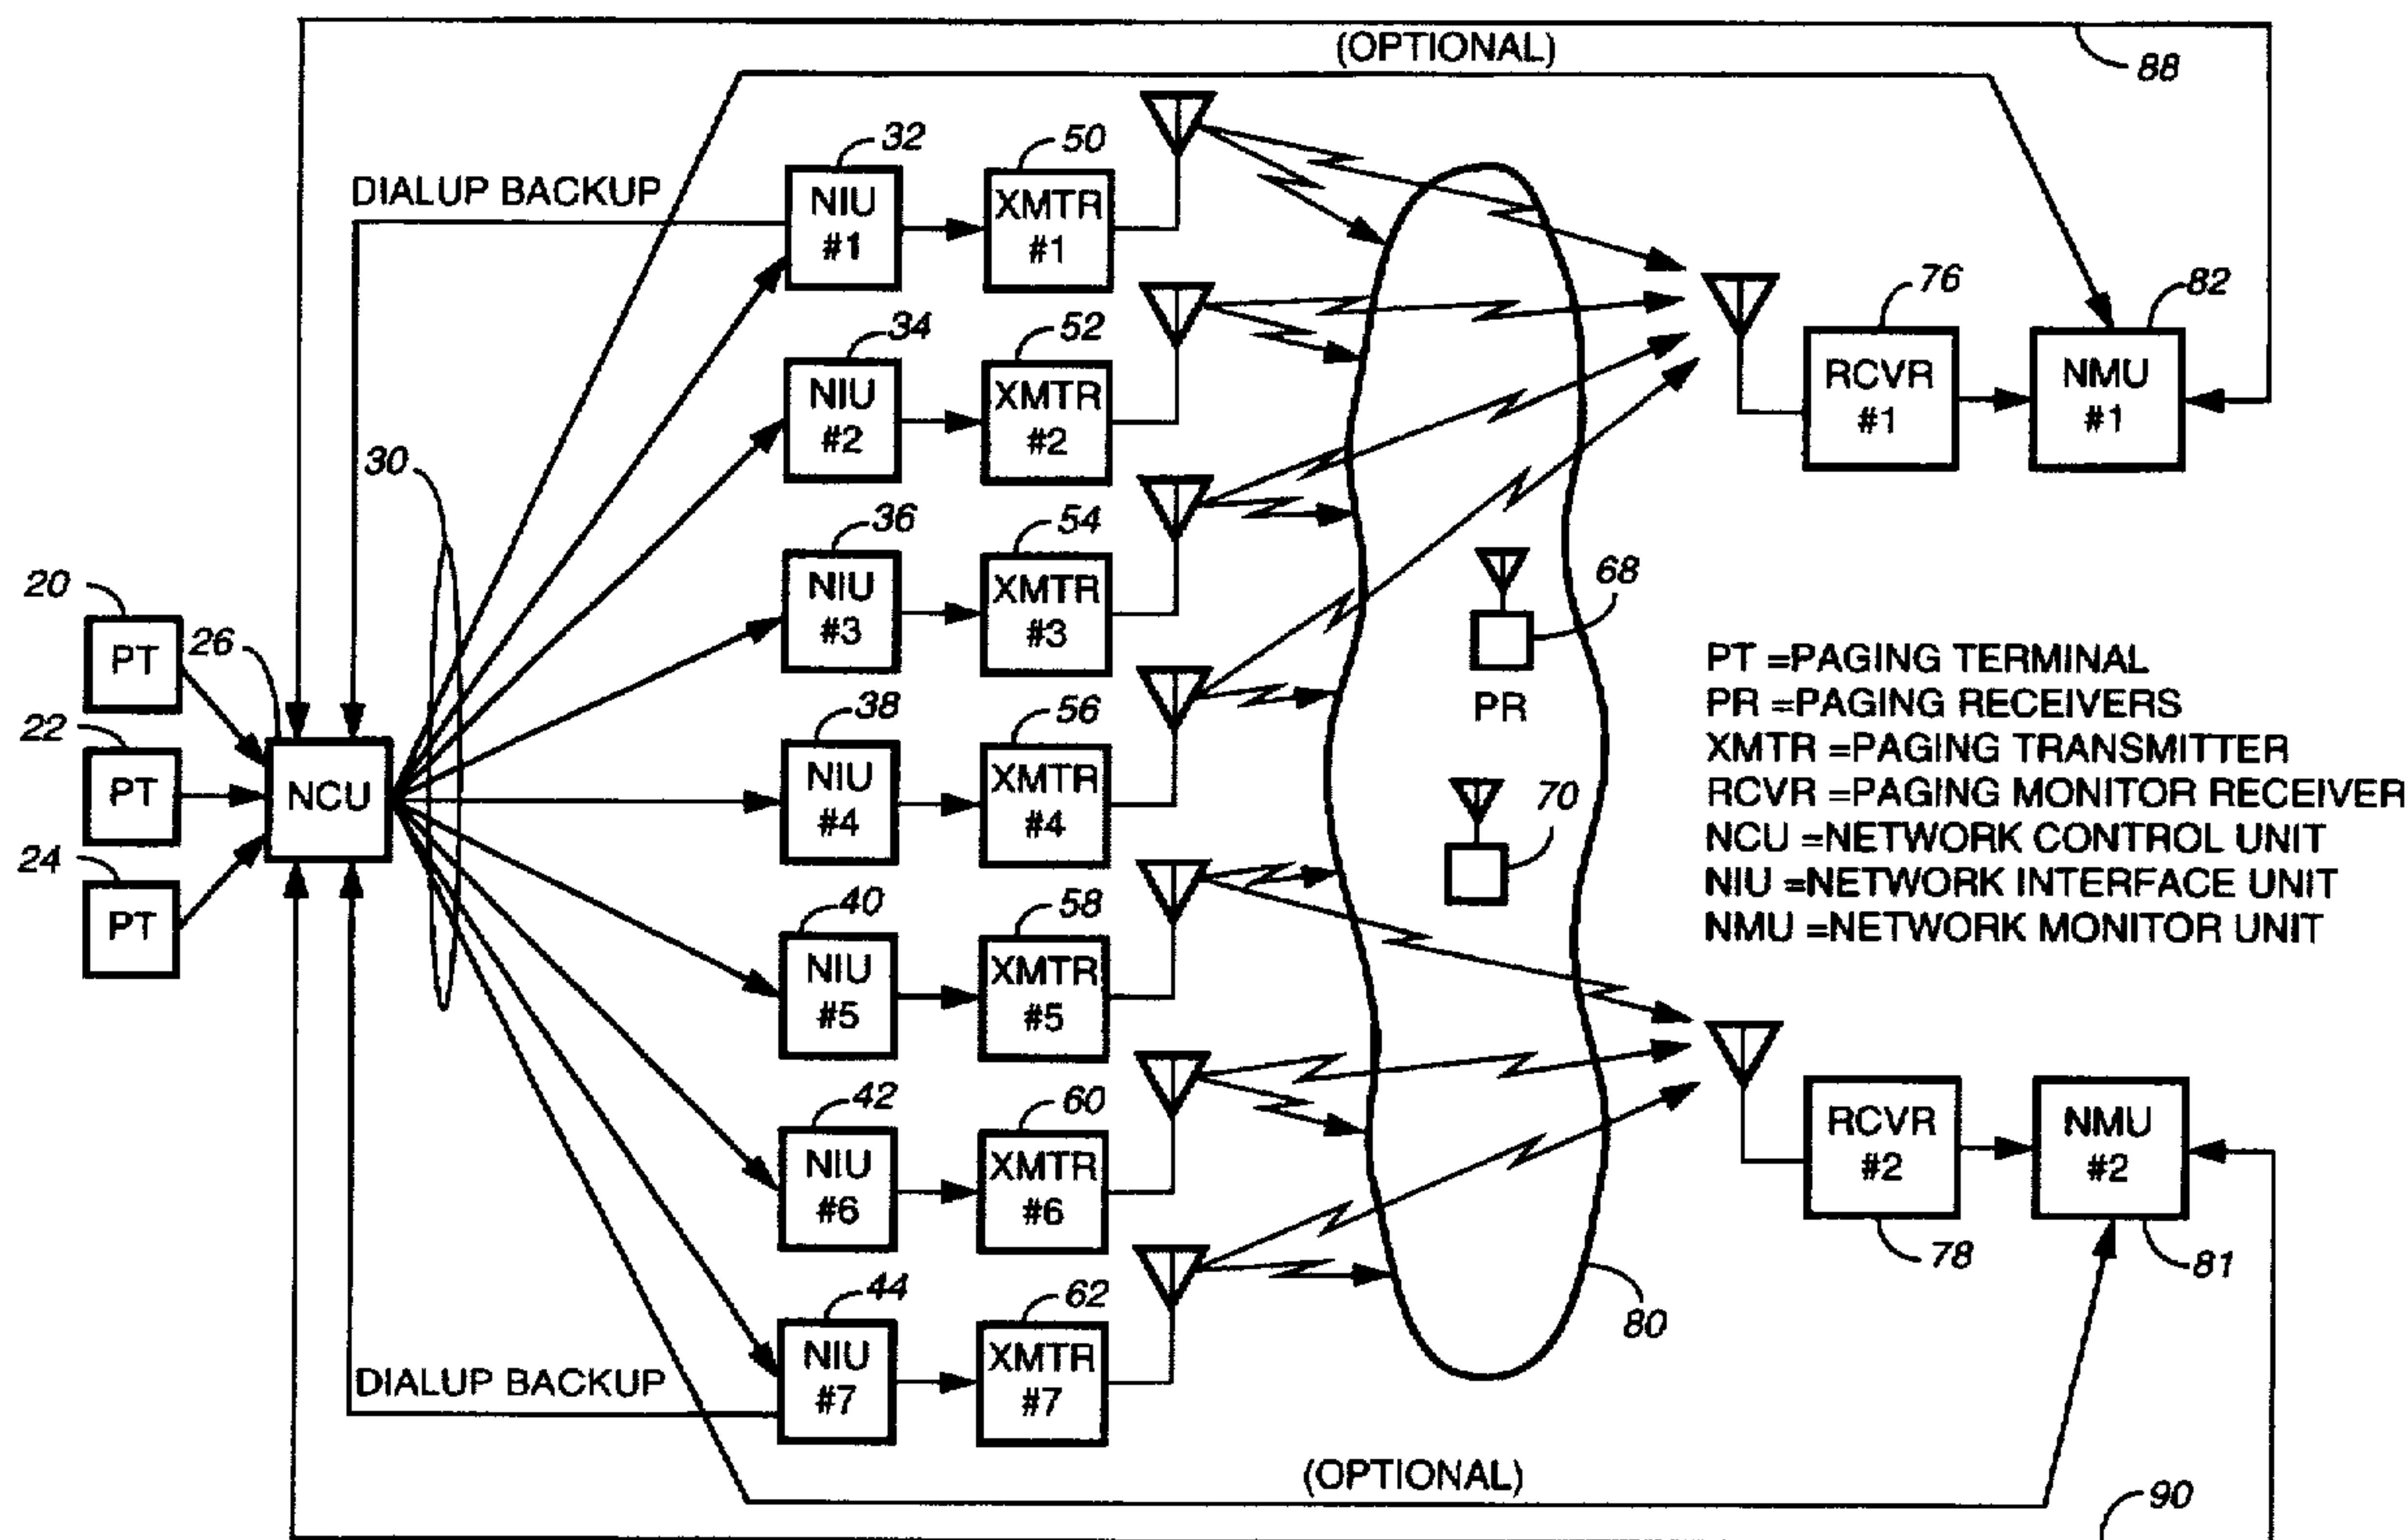 (OPTIONAL)
88
32
50
DIALUP BACKUP
NIU
#1
XMTR
#1
76
82
34
52
RCVR
#1
NMU
#1
NIU
#2
XMTR
#2
30
36
54
NIU
#3
XMTR
#3
68
20
26
PT
PR
PT =PAGING TERMINAL
PR =PAGING RECEIVERS
XMTR =PAGING TRANSMITTER
RCVR =PAGING MONITOR RECEIVER
NCU =NETWORK CONTROL UNIT
NIU =NETWORK INTERFACE UNIT
NMU =NETWORK MONITOR UNIT
22
38
56
PT
NCU
NIU
#4
XMTR
#4
70
24
PT
40
58
NIU
#5
XMTR
#5
42
60
NIU
#6
XMTR
#6
RCVR
#2
NMU
#2
78
81
44
62
80
NIU
#7
XMTR
#7
DIALUP BACKUP
(OPTIONAL)
90